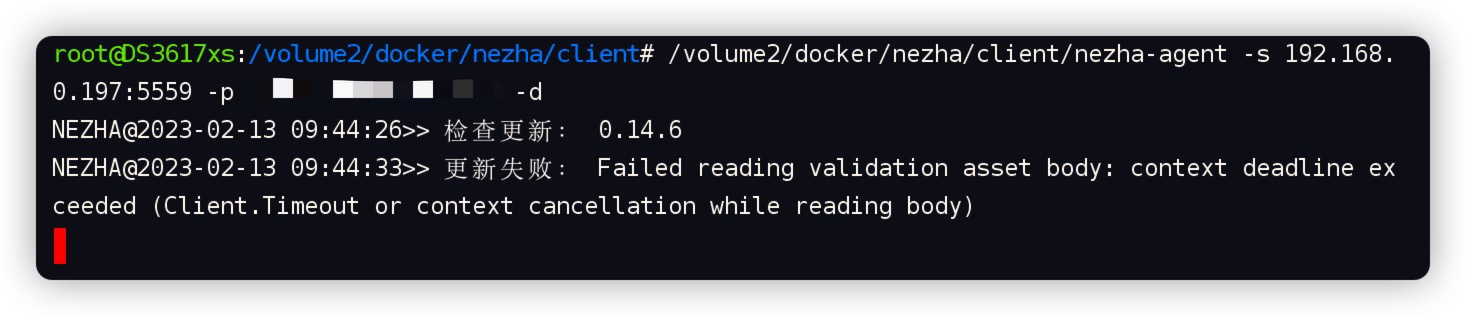 root@DS3617xs:/volume2/docker/nezha/client# /volume2/docker/nezha/client/nezha-agent -s 192.168.
0.197:5559 -p -d
NEZHA@2023-02-13 09:44:26>> 检查更新： 0.14.6
NEZHA@2023-02-13 09:44:33>> 更新失败： Failed reading validation asset body: context deadline ex
ceeded (Client.Timeout or context cancellation while reading body)